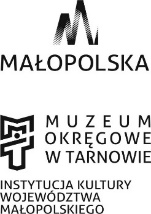 MAŁOPOLSKA
MUZEUM
OKRĘGOWE
W TARNOWIE
INSTYTUCJA KULTURY
WOJEWÓDZTWA
MAŁOPOLSKIEGO